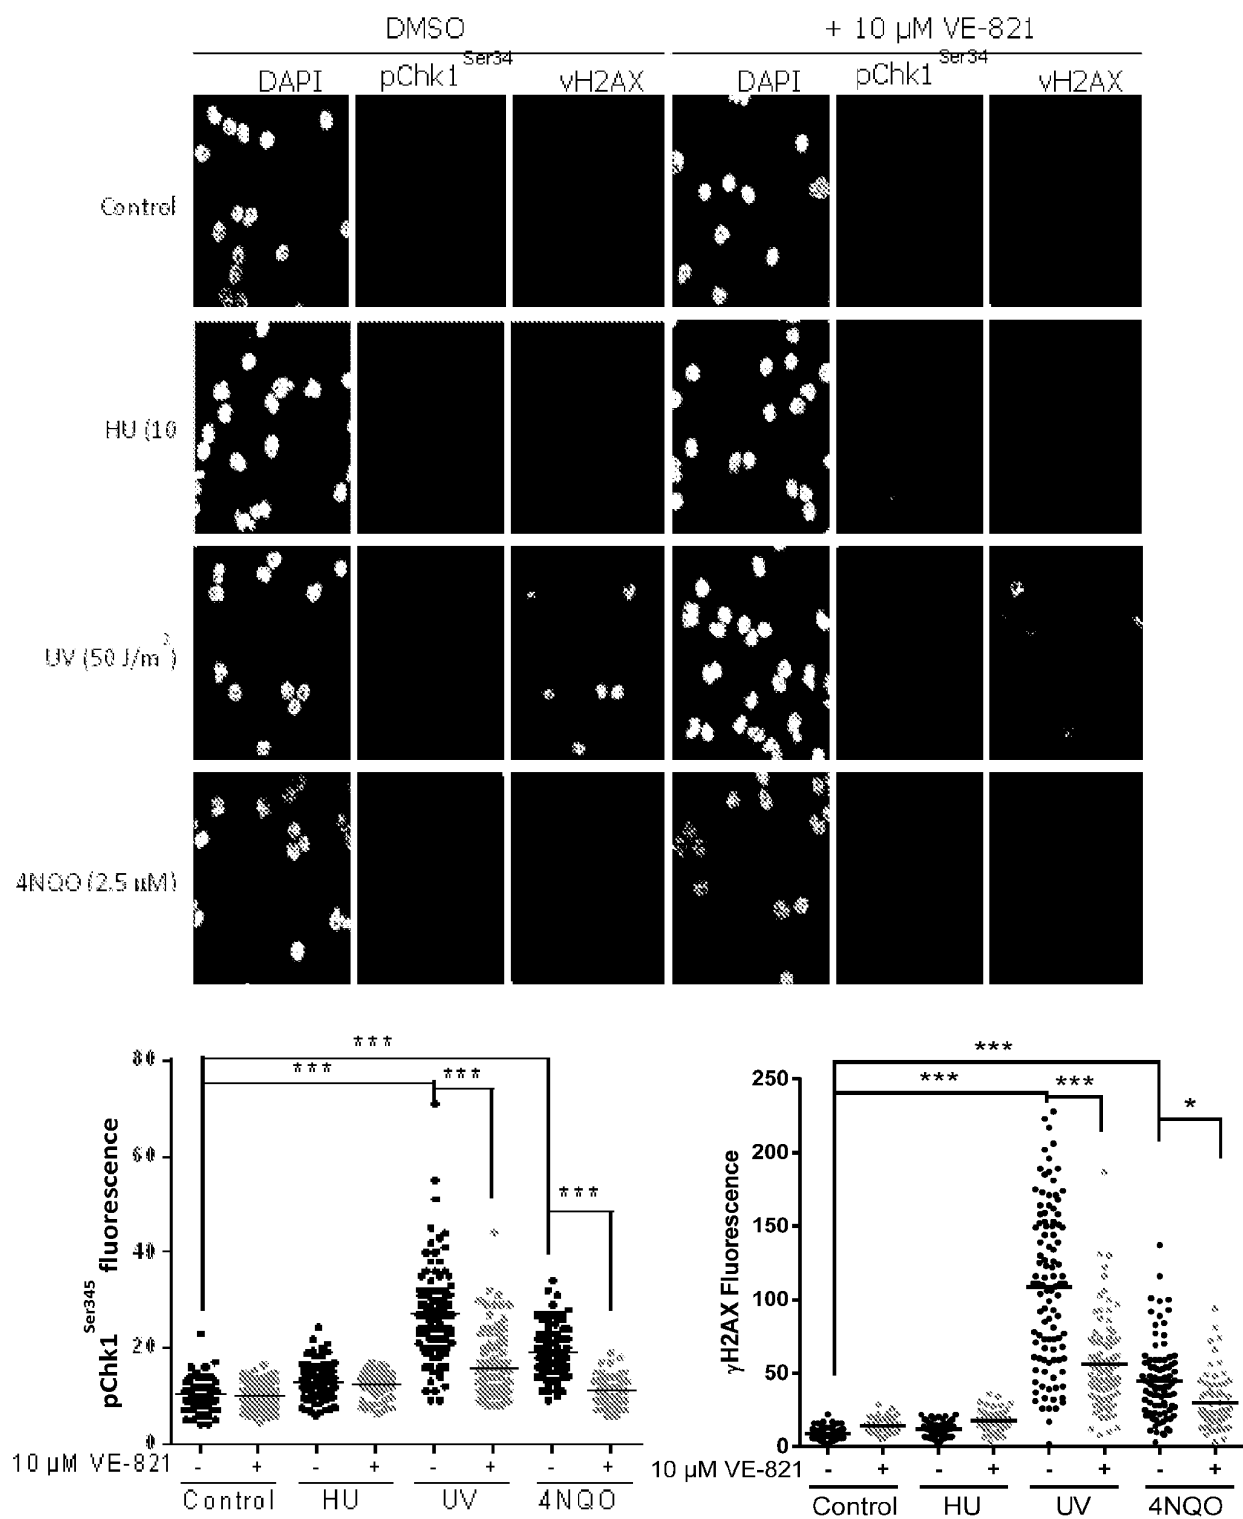 DMSO + 10 µM VE-821
DAPI pChk1 Ser34 γH2AX DAPI pChk1 Ser34 γH2AX
Control
HU (10
UV (50 J/m²)
4NQO (2.5 µM)
*** *** *** ***
80
60
40
20
0
pChk1 Ser345 fluorescence
10 µM VE-821 - + - + - + - +
Control HU UV 4NQO
*** *** *** *
250
200
150
100
50
0
γH2AX Fluorescence
10 µM VE-821 - + - + - + - +
Control HU UV 4NQO